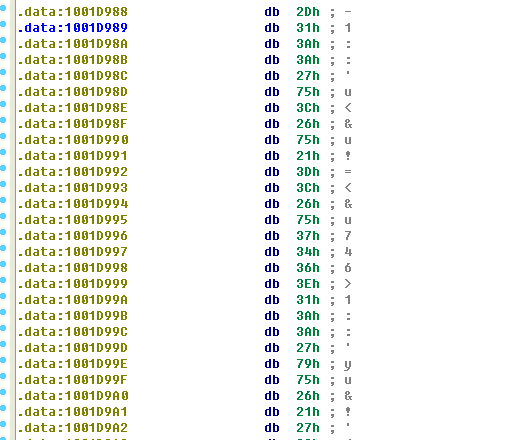 .data:1001D988 db 2Dh ; -
.data:1001D989 db 31h ; 1
.data:1001D98A db 3Ah ; :
.data:1001D98B db 3Ah ; :
.data:1001D98C db 27h ; '
.data:1001D98D db 75h ; u
.data:1001D98E db 3Ch ; <
.data:1001D98F db 26h ; &
.data:1001D990 db 75h ; u
.data:1001D991 db 21h ; !
.data:1001D992 db 3Dh ; =
.data:1001D993 db 3Ch ; <
.data:1001D994 db 26h ; &
.data:1001D995 db 75h ; u
.data:1001D996 db 37h ; 7
.data:1001D997 db 34h ; 4
.data:1001D998 db 36h ; 6
.data:1001D999 db 3Eh ; >
.data:1001D99A db 31h ; 1
.data:1001D99B db 3Ah ; :
.data:1001D99C db 3Ah ; :
.data:1001D99D db 27h ; '
.data:1001D99E db 79h ; y
.data:1001D99F db 75h ; u
.data:1001D9A0 db 26h ; &
.data:1001D9A1 db 21h ; !
.data:1001D9A2 db 27h ; '